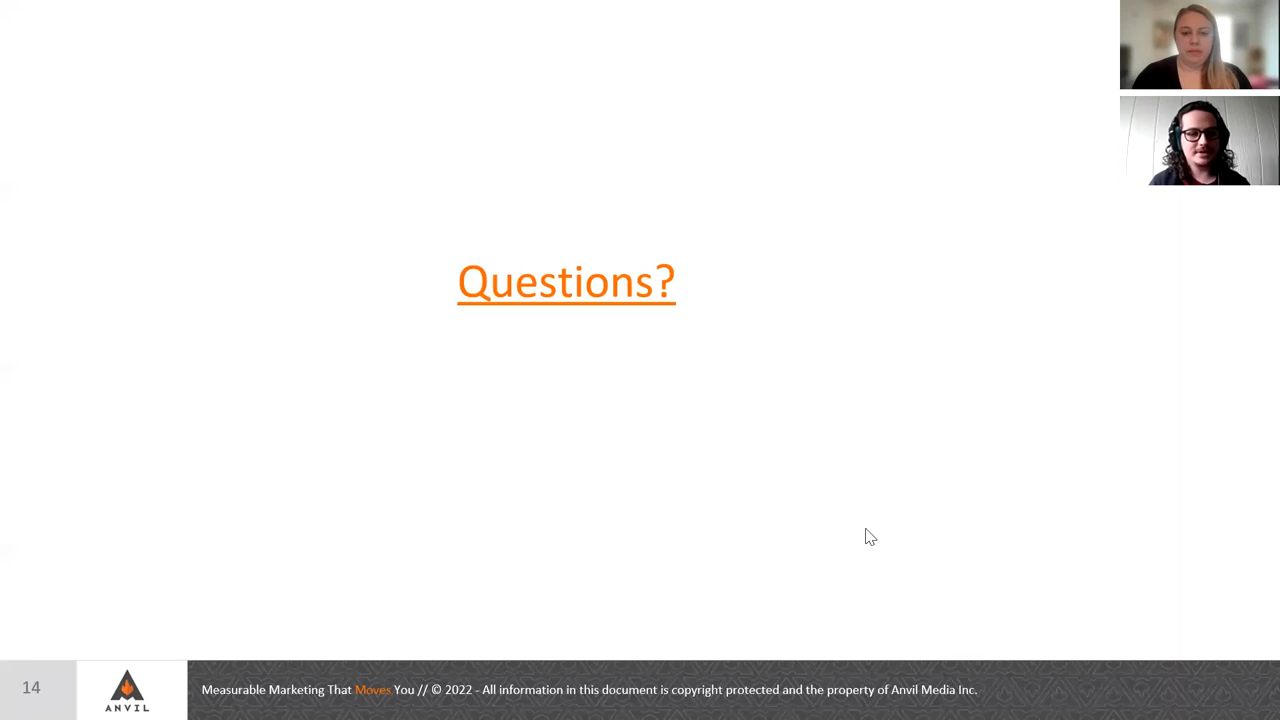 Questions?
14
ANVIL
Measurable Marketing That Moves You // © 2022 - All information in this document is copyright protected and the property of Anvil Media Inc.